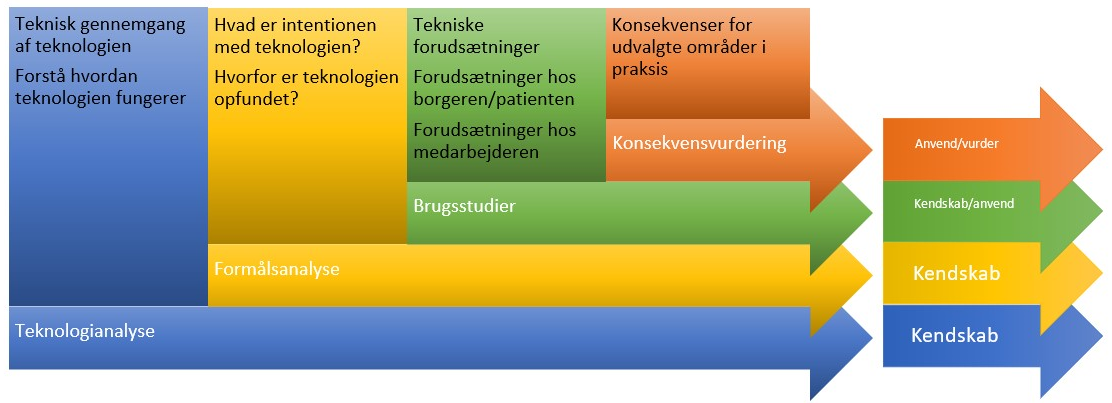 Teknisk gennemgang
af teknologien
Forstå hvordan
teknologien fungerer
Teknologianalyse
Hvad er intentionen
med teknologien?
Hvorfor er teknologien
opfundet?
Formålsanalyse
Tekniske
forudsætninger
Forudsætninger hos
borgeren/patienten
Forudsætninger hos
medarbejderen
Brugsstudier
Konsekvenser for
udvalgte områder i
praksis
Konsekvensvurdering
Anvend/vurder
Kendskab/anvend
Kendskab
Kendskab